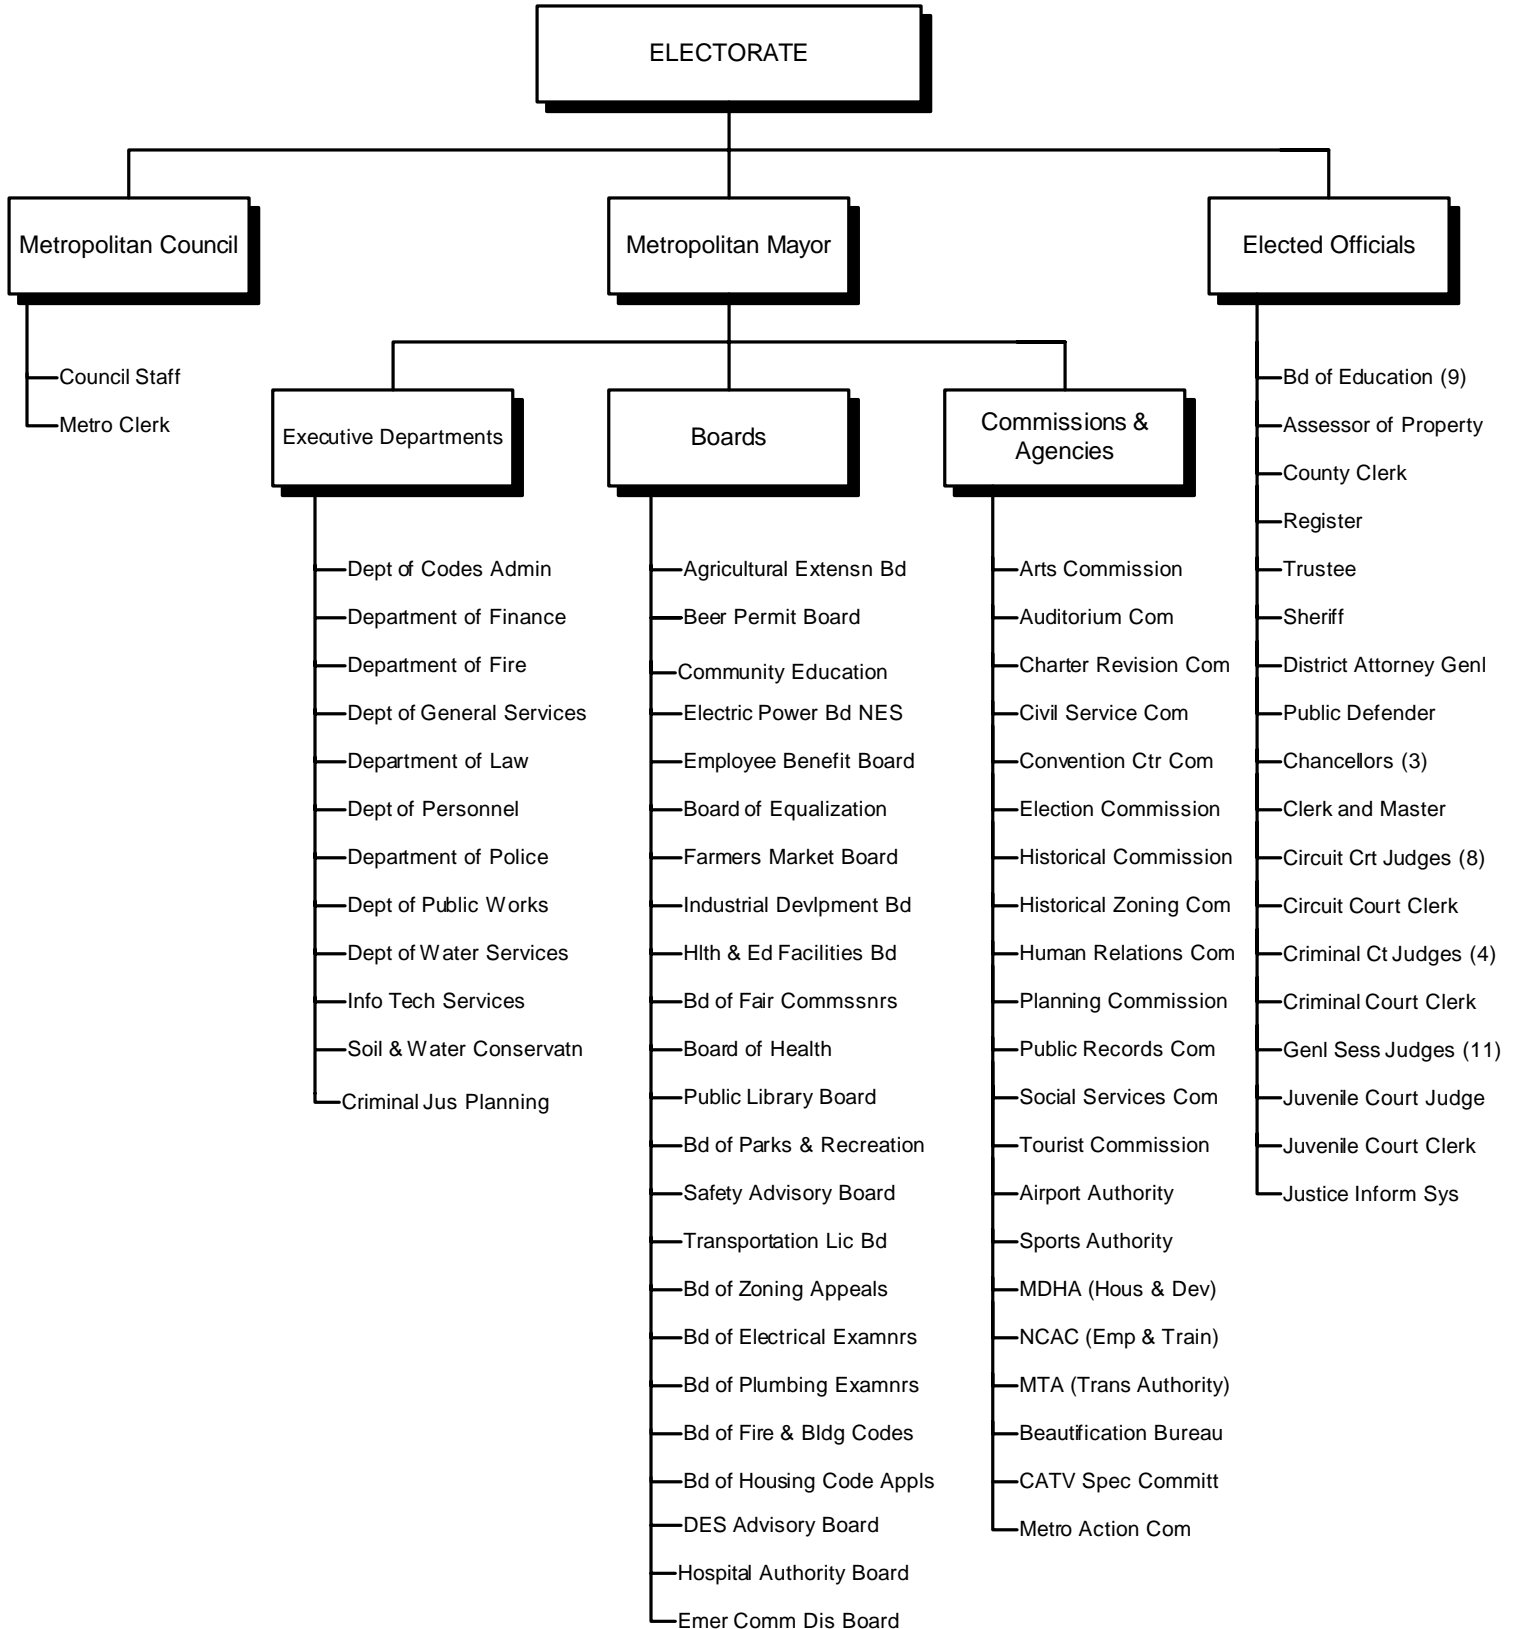 ELECTORATE
Metropolitan Council
Metropolitan Mayor
Elected Officials
Council Staff
Metro Clerk
Executive Departments
Boards
Commissions &
Agencies
Dept of Codes Admin
Department of Finance
Department of Fire
Dept of General Services
Department of Law
Dept of Personnel
Department of Police
Dept of Public Works
Dept of Water Services
Info Tech Services
Soil & Water Conservatn
Criminal Jus Planning
Agricultural Extensn Bd
Beer Permit Board
Community Education
Electric Power Bd NES
Employee Benefit Board
Board of Equalization
Farmers Market Board
Industrial Devlpment Bd
Hlth & Ed Facilities Bd
Bd of Fair Commssnrs
Board of Health
Public Library Board
Bd of Parks & Recreation
Safety Advisory Board
Transportation Lic Bd
Bd of Zoning Appeals
Bd of Electrical Examnrs
Bd of Plumbing Examnrs
Bd of Fire & Bldg Codes
Bd of Housing Code Appls
DES Advisory Board
Hospital Authority Board
Emer Comm Dis Board
Arts Commission
Auditorium Com
Charter Revision Com
Civil Service Com
Convention Ctr Com
Election Commission
Historical Commission
Historical Zoning Com
Human Relations Com
Planning Commission
Public Records Com
Social Services Com
Tourist Commission
Airport Authority
Sports Authority
MDHA (Hous & Dev)
NCAC (Emp & Train)
MTA (Trans Authority)
Beautification Bureau
CATV Spec Committ
Metro Action Com
Bd of Education (9)
Assessor of Property
County Clerk
Register
Trustee
Sheriff
District Attorney Genl
Public Defender
Chancellors (3)
Clerk and Master
Circuit Crt Judges (8)
Circuit Court Clerk
Criminal Ct Judges (4)
Criminal Court Clerk
Genl Sess Judges (11)
Juvenile Court Judge
Juvenile Court Clerk
Justice Inform Sys